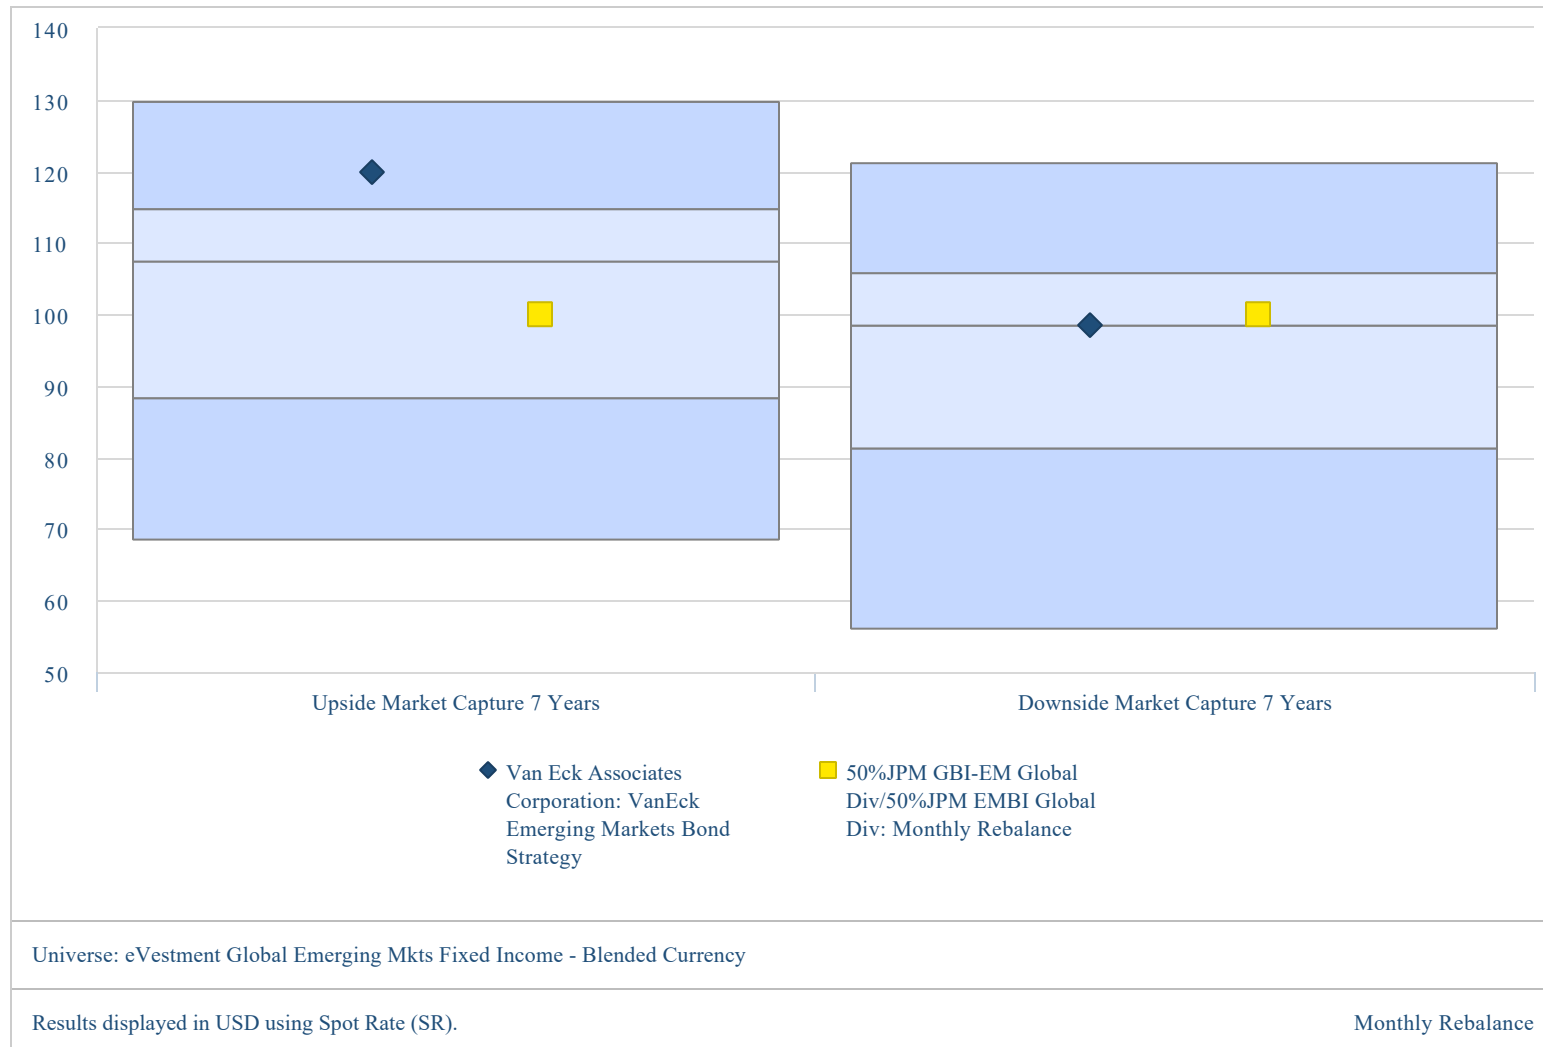 140
130
120
110
100
90
80
70
60
50
Upside Market Capture 7 Years
Downside Market Capture 7 Years
Van Eck Associates
Corporation: VanEck
Emerging Markets Bond
Strategy
50%JPM GBI-EM Global
Div/50%JPM EMBI Global
Div: Monthly Rebalance
Universe: eVestment Global Emerging Mkts Fixed Income - Blended Currency
Results displayed in USD using Spot Rate (SR).
Monthly Rebalance